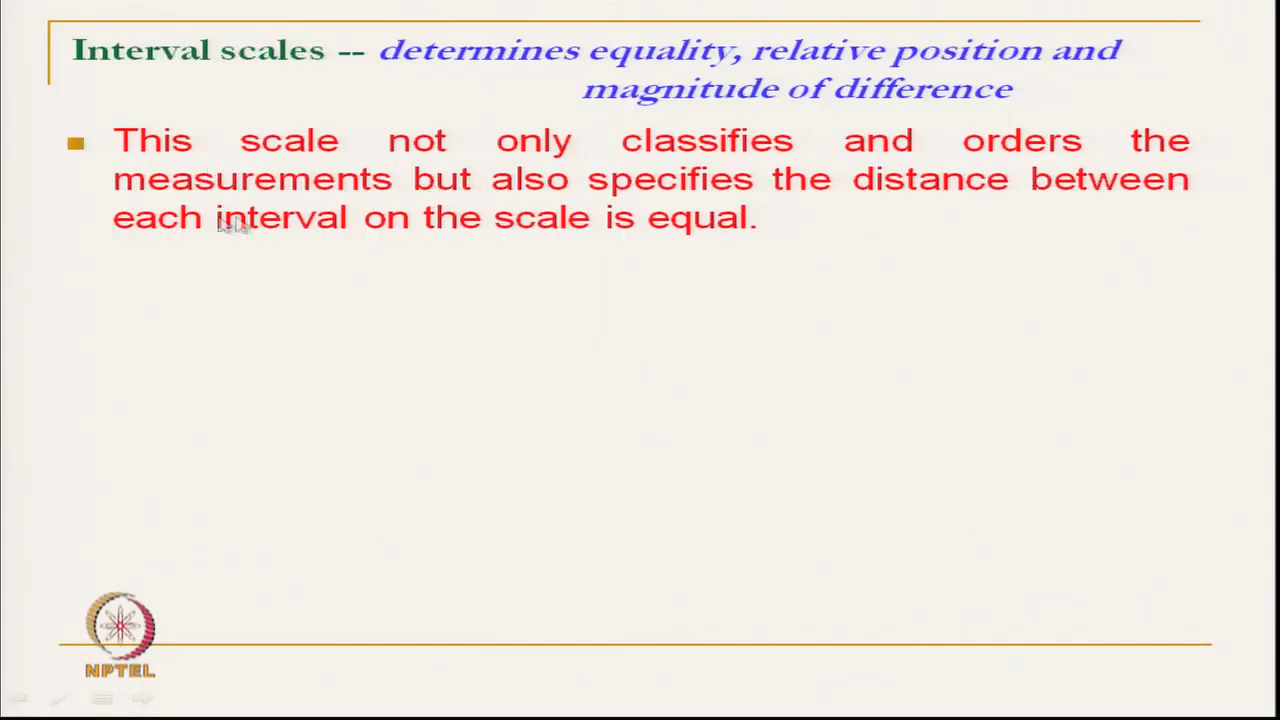 Interval scales -- determines equality, relative position and
magnitude of difference
This scale not only classifies and orders the
measurements but also specifies the distance between
each interval on the scale is equal.
NPTEL